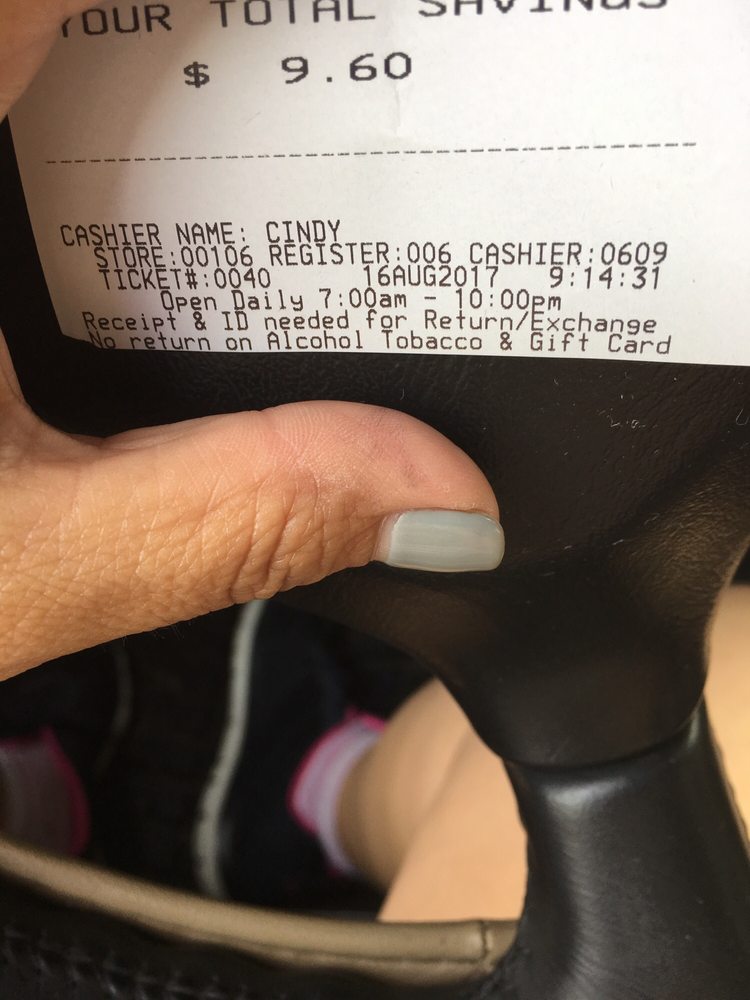 YOUR TOTAL SAVINGS
$ 9.60
CASHIER NAME: CINDY
STORE:00106 REGISTER:006 CASHIER:0609
TICKET#:0040 16AUG2017 9:14:31
Open Daily 7:00am - 10:00pm
Receipt & ID needed for Return/Exchange
No return on Alcohol Tobacco & Gift Card